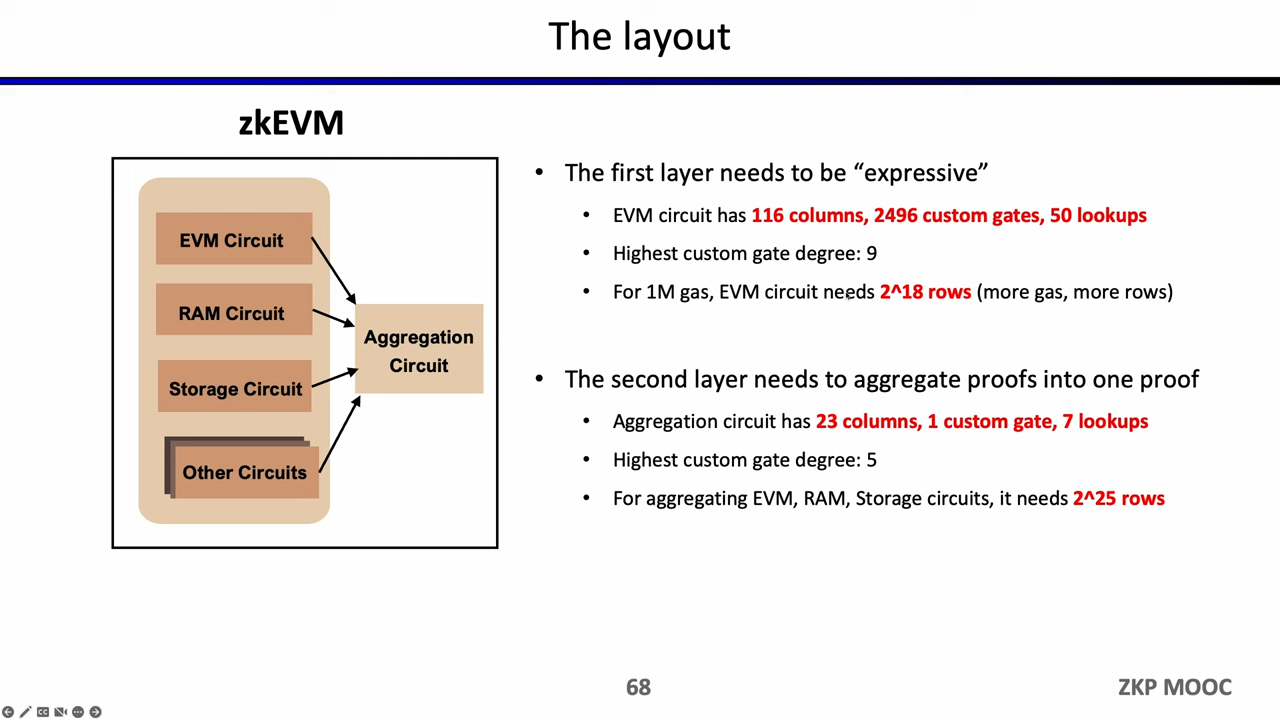 The layout
zkEVM
EVM Circuit
RAM Circuit
Storage Circuit
Other Circuits
Aggregation
Circuit
• The first layer needs to be “expressive”
• EVM circuit has 116 columns, 2496 custom gates, 50 lookups
• Highest custom gate degree: 9
• For 1M gas, EVM circuit needs 2^18 rows (more gas, more rows)
• The second layer needs to aggregate proofs into one proof
• Aggregation circuit has 23 columns, 1 custom gate, 7 lookups
• Highest custom gate degree: 5
• For aggregating EVM, RAM, Storage circuits, it needs 2^25 rows
68
ZKP MOOC